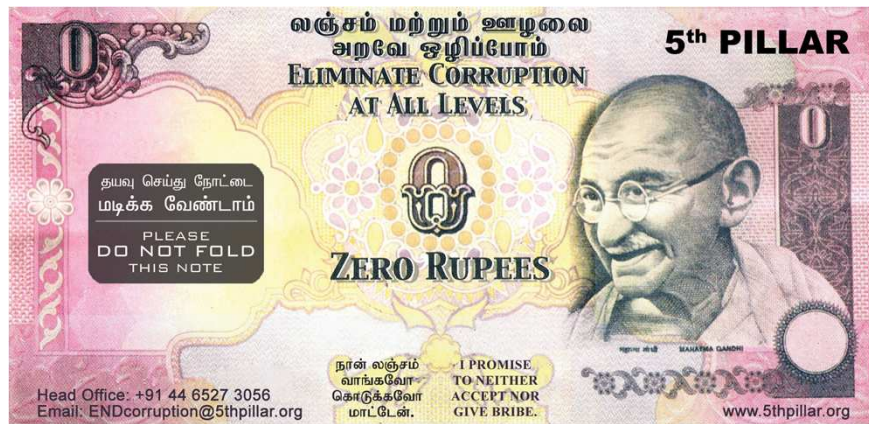 0
லஞ்சம் மற்றும் ஊழலை
அறவே ஒழிப்போம்
ELIMINATE CORRUPTION
AT ALL LEVELS
5th PILLAR
0
தயவு செய்து நோட்டை
மடிக்க வேண்டாம்
PLEASE
DO NOT FOLD
THIS NOTE
0
ZERO RUPEES
महात्मा गांधी MAHATMA GANDHI
நான் லஞ்சம்
வாங்கவோ
கொடுக்கவோ
மாட்டேன்.
I PROMISE
TO NEITHER
ACCEPT NOR
GIVE BRIBE.
Head Office: +91 44 6527 3056
Email: ENDcorruption@5thpillar.org
www.5thpillar.org